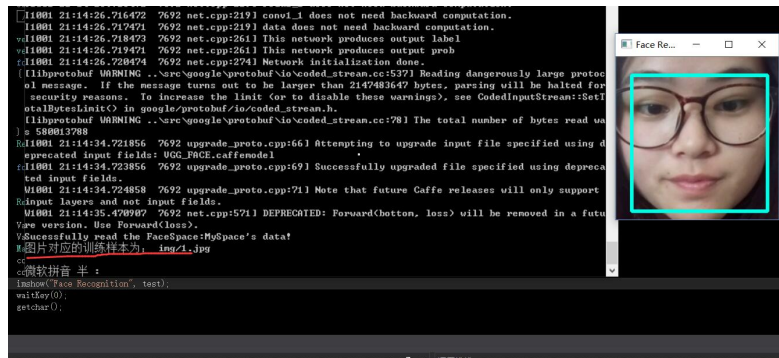 I1001 21:14:26.716472  7692 net.cpp:219] conv1_1 does not need backward computation.
I1001 21:14:26.717471  7692 net.cpp:219] data does not need backward computation.
I1001 21:14:26.718473  7692 net.cpp:261] This network produces output label
I1001 21:14:26.719471  7692 net.cpp:261] This network produces output prob
I1001 21:14:26.720474  7692 net.cpp:274] Network initialization done.
[libprotobuf WARNING ..\src\google\protobuf\io\coded_stream.cc:537] Reading dangerously large protoc
ol message.  If the message turns out to be larger than 2147483647 bytes, parsing will be halted for
 security reasons.  To increase the limit (or to disable these warnings), see CodedInputStream::SetT
otalBytesLimit() in google/protobuf/io/coded_stream.h.
[libprotobuf WARNING ..\src\google\protobuf\io\coded_stream.cc:78] The total number of bytes read wa
s 580013788
I1001 21:14:34.721856  7692 upgrade_proto.cpp:66] Attempting to upgrade input file specified using d
eprecated input fields: VGG_FACE.caffemodel
I1001 21:14:34.723856  7692 upgrade_proto.cpp:69] Successfully upgraded file specified using depreca
ted input fields.
W1001 21:14:34.724858  7692 upgrade_proto.cpp:71] Note that future Caffe releases will only support
input layers and not input fields.
W1001 21:14:35.470907  7692 net.cpp:571] DEPRECATED: Forward(bottom, loss) will be removed in a futu
re version. Use Forward(loss).
Sucessfully read the FaceSpace:MySpace's data!
图片对应的训练样本为： img/1.jpg
微软拼音 半 ：
imshow("Face Recognition", test);
waitKey(0);
getchar();
Face Re...